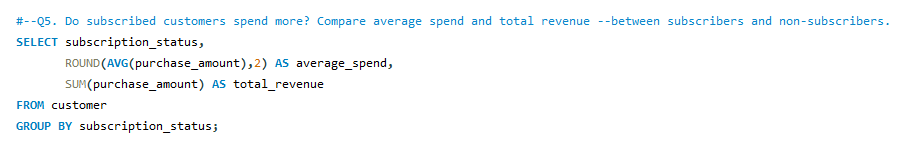 #--Q5. Do subscribed customers spend more? Compare average spend and total revenue --between subscribers and non-subscribers.
SELECT subscription_status,
       ROUND(AVG(purchase_amount),2) AS average_spend,
       SUM(purchase_amount) AS total_revenue
FROM customer
GROUP BY subscription_status;